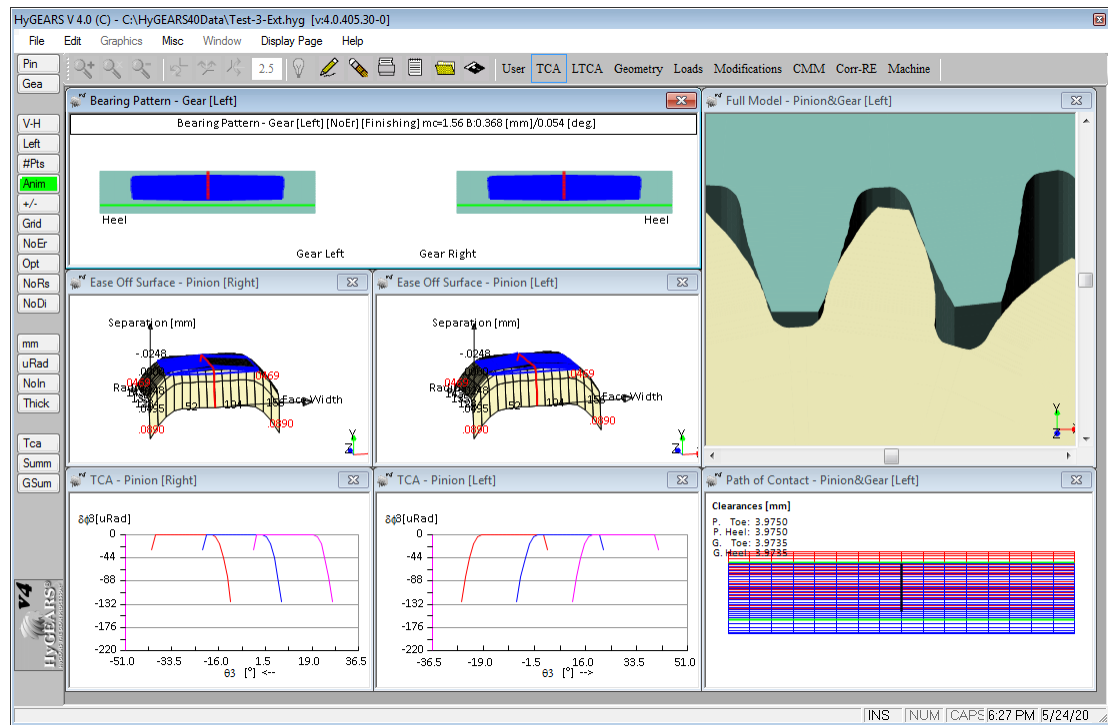 HyGEARS V 4.0 (C) - C:\HyGEARS40Data\Test-3-Ext.hyg [v:4.0.405.30-0]
File Edit Graphics Misc Window Display Page Help
Pin
Gea
2.5
User TCA LTCA Geometry Loads Modifications CMM Corr-RE Machine
V-H
Left
#Pts
Anim
+/-
Grid
NoEr
Opt
NoRs
NoDi
mm
uRad
NoIn
Thick
Tca
Summ
GSum
v4
HyGEARS
Bearing Pattern - Gear [Left]
Bearing Pattern - Gear [Left] [NoEr] [Finishing] mc=1.56 B:0.368 [mm]/0.054 [deg.]
Heel
Heel
Gear Left
Gear Right
Full Model - Pinion&Gear [Left]
Y
Z
Ease Off Surface - Pinion [Right]
Separation [mm]
-.0248
.0469
Face Width
52
104
156
.0890
.0890
Y
Z
Ease Off Surface - Pinion [Left]
Separation [mm]
-.0248
.0469
Face Width
52
104
156
.0890
.0890
Y
Z
TCA - Pinion [Right]
δφ3[uRad]
0
-44
-88
-132
-176
-220
-51.0 -33.5 -16.0 1.5 19.0 36.5
θ3 [°] <--
TCA - Pinion [Left]
δφ3[uRad]
0
-44
-88
-132
-176
-220
-36.5 -19.0 -1.5 16.0 33.5 51.0
θ3 [°] -->
Path of Contact - Pinion&Gear [Left]
Clearances [mm]
P. Toe: 3.9750
P. Heel: 3.9750
G. Toe: 3.9735
G. Heel: 3.9735
INS NUM CAPS 6:27 PM 5/24/20